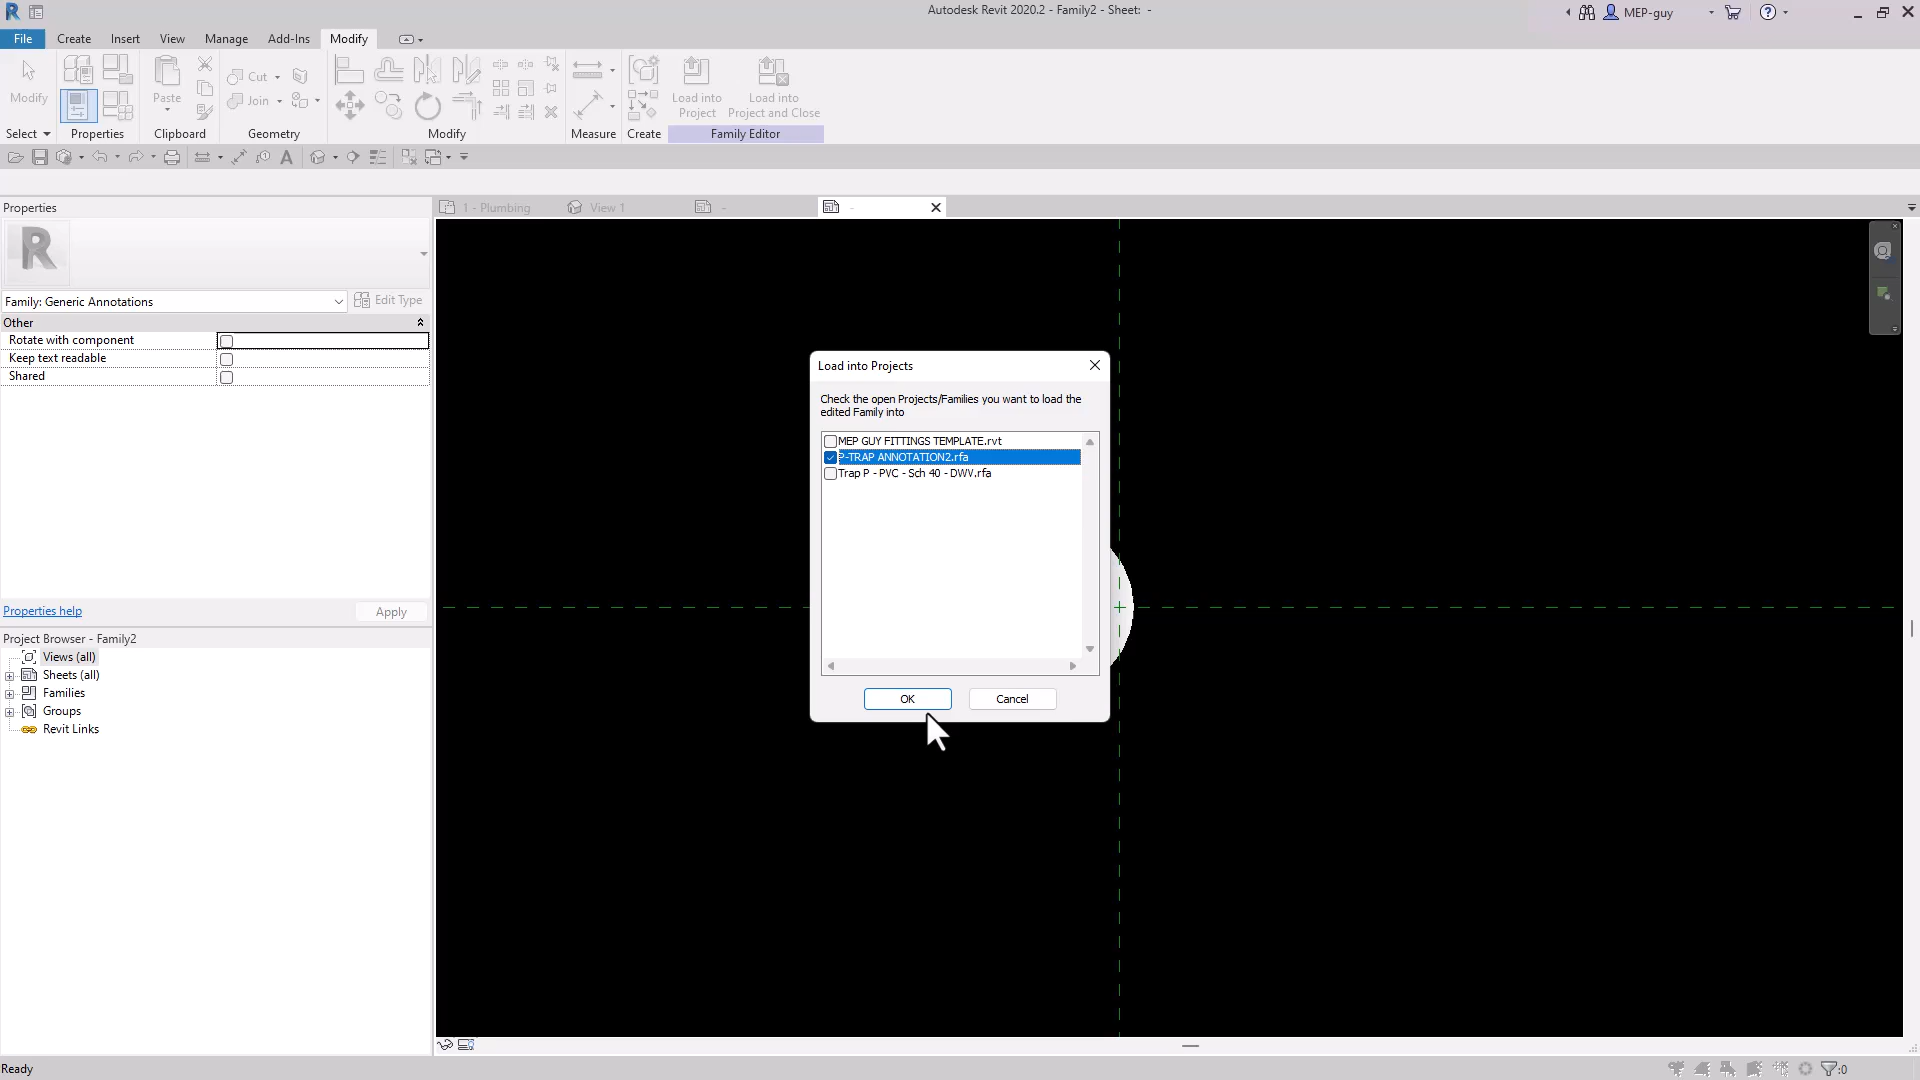 Autodesk Revit 2020.2 - Family2 - Sheet: -
MEP-guy
File
Create
Insert
View
Manage
Add-Ins
Modify
Modify
Paste
Cut
Join
Load into
Project
Load into
Project and Close
Select
Properties
Clipboard
Geometry
Modify
Measure
Create
Family Editor
Properties
1 - Plumbing
View 1
-
-
Family: Generic Annotations
Edit Type
Other
Rotate with component
Keep text readable
Shared
Properties help
Apply
Project Browser - Family2
Views (all)
Sheets (all)
Families
Groups
Revit Links
Load into Projects
Check the open Projects/Families you want to load the
edited Family into
MEP GUY FITTINGS TEMPLATE.rvt
P-TRAP ANNOTATION2.rfa
Trap P - PVC - Sch 40 - DWV.rfa
OK
Cancel
Ready
:0